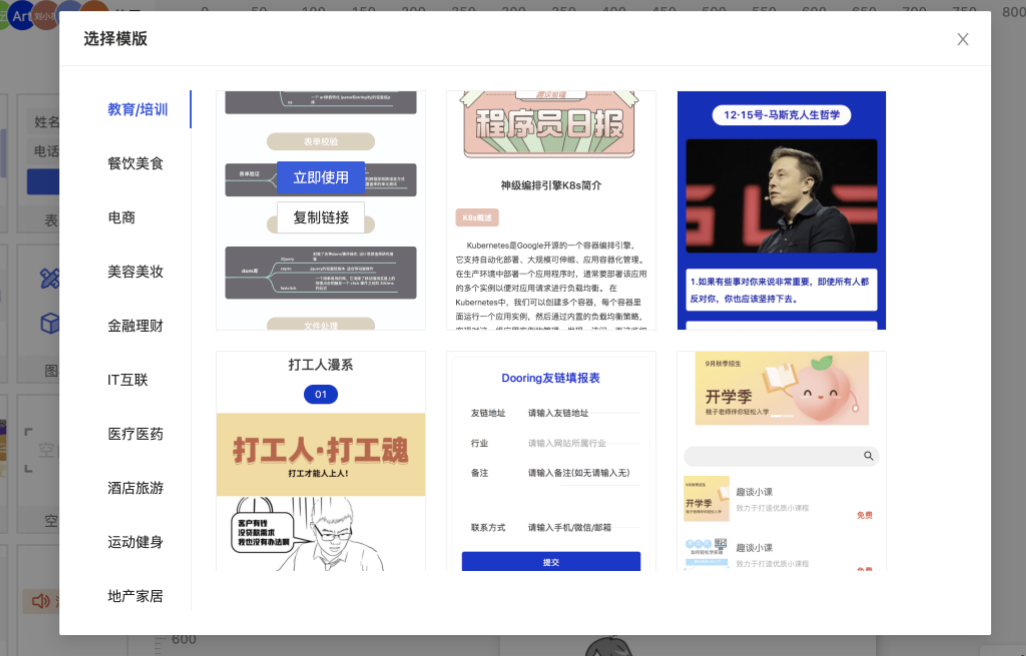 Art
0 50 100 150 200 250 300 350 400 450 500 550 600 650 700 750 800
选择模版
教育/培训
餐饮美食
电商
美容美妆
金融理财
IT互联
医疗医药
酒店旅游
运动健身
地产家居
表单校验
表单验证
立即使用
复制链接
dom库
文件处理
程序员日报
神级编排引擎K8s简介
K8s概述
Kubernetes是Google开源的一个容器编排引擎，
它支持自动化部署、大规模可伸缩、应用容器化管理。
在生产环境中部署一个应用程序时，通常要部署该应用
的多个实例以便对应用请求进行负载均衡。 在
Kubernetes中，我们可以创建多个容器，每个容器里
面运行一个应用实例，然后通过内置的负载均衡策略，
12·15号-马斯克人生哲学
1.如果有些事对你来说非常重要，即使所有人都
反对你，你也应该坚持下去。
打工人漫系
01
打工人·打工魂
打工才能人上人!
客户有钱
没贷款需求
我也没有办法啊
Dooring友链填报表
友链地址 请输入友链地址
行业 请输入网站所属行业
备注 请输入备注(如无请输入无)
联系方式 请输入手机/微信/邮箱
提交
9月秋季招生
开学季
桃子老师伴你轻松入学
开学季
趣谈小课
致力于打造优质小课程
免费
趣谈小课
致力于打造优质小课程
免费
姓名
电话
表
图
空
空
600